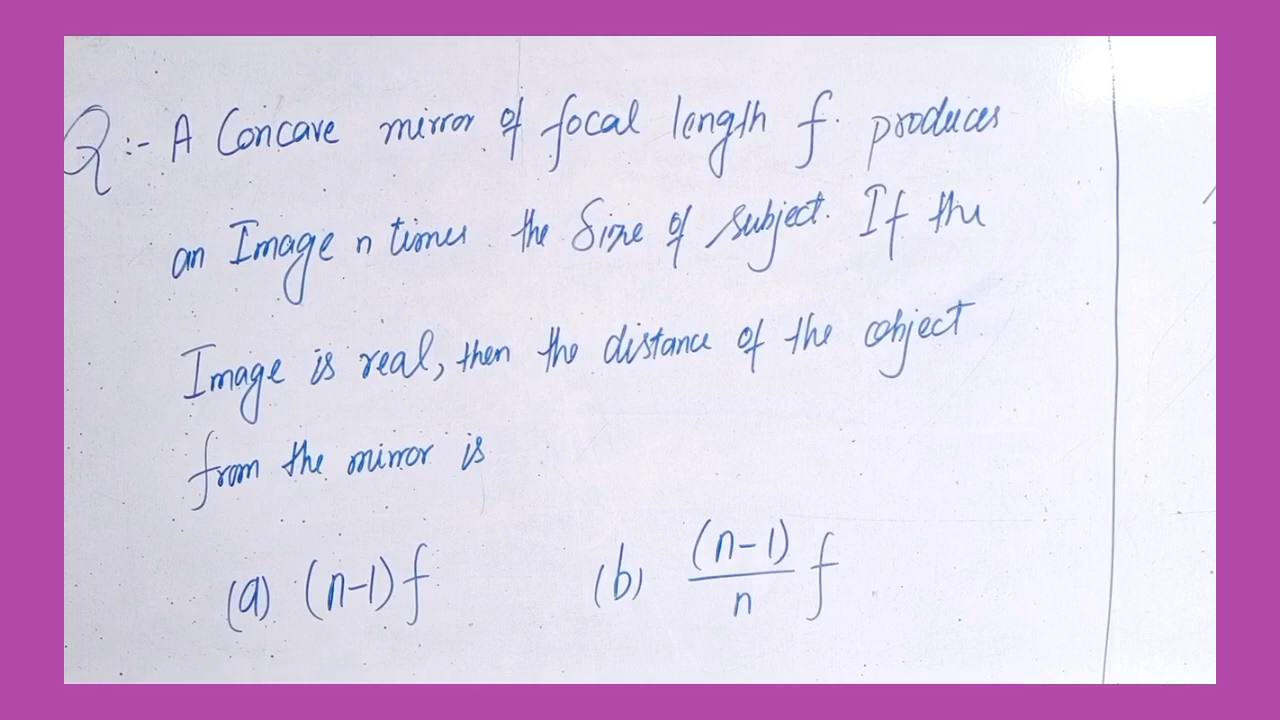 Q:- A Concave mirror of focal length f. produces
an Image n times the Size of subject. If the
Image is real, then the distance of the object
from the mirror is
(a) (n-1)f (b) (n-1)/n f